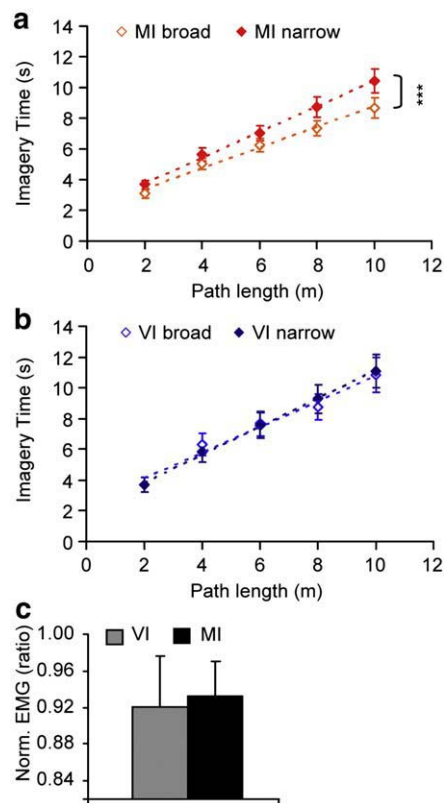 a
MI broad MI narrow
14
12
10
8
6
4
2
0
Imagery Time (s)
***
0 2 4 6 8 10 12
Path length (m)
b
VI broad VI narrow
14
12
10
8
6
4
2
0
Imagery Time (s)
0 2 4 6 8 10 12
Path length (m)
c
VI MI
1.00
0.96
0.92
0.88
0.84
Norm. EMG (ratio)